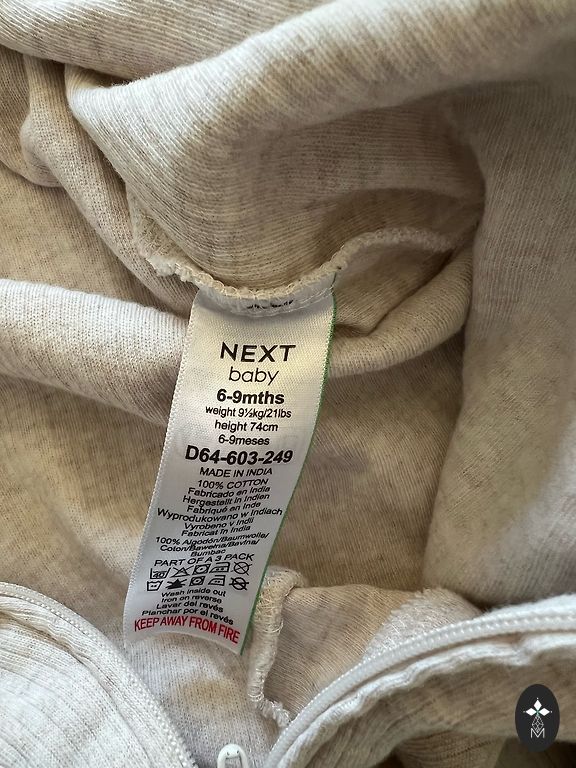 NEXT
baby
6-9mths
weight 9½kg/21lbs
height 74cm
6-9meses
D64-603-249
MADE IN INDIA
100% COTTON
Fabricado en India
Hergestellt in Indien
Fabriqué en Inde
Wyprodukowano w Indiach
Vyrobeno v Indii
Fabricat în India
100% Algodón/Baumwolle/
Coton/Bawełna/Bavlna/
Bumbac
PART OF A 3 PACK
40
Wash inside out
Iron on reverse
Lavar del revés
Planchar por el revés
KEEP AWAY FROM FIRE
M